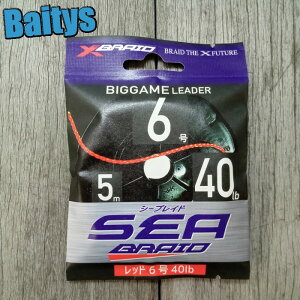 Baitys
X BRAID
BRAID THE X FUTURE
BIGGAME LEADER
6号
5m
40lb
シーブレイド
SEA
BRAID
レッド 6号 40lb